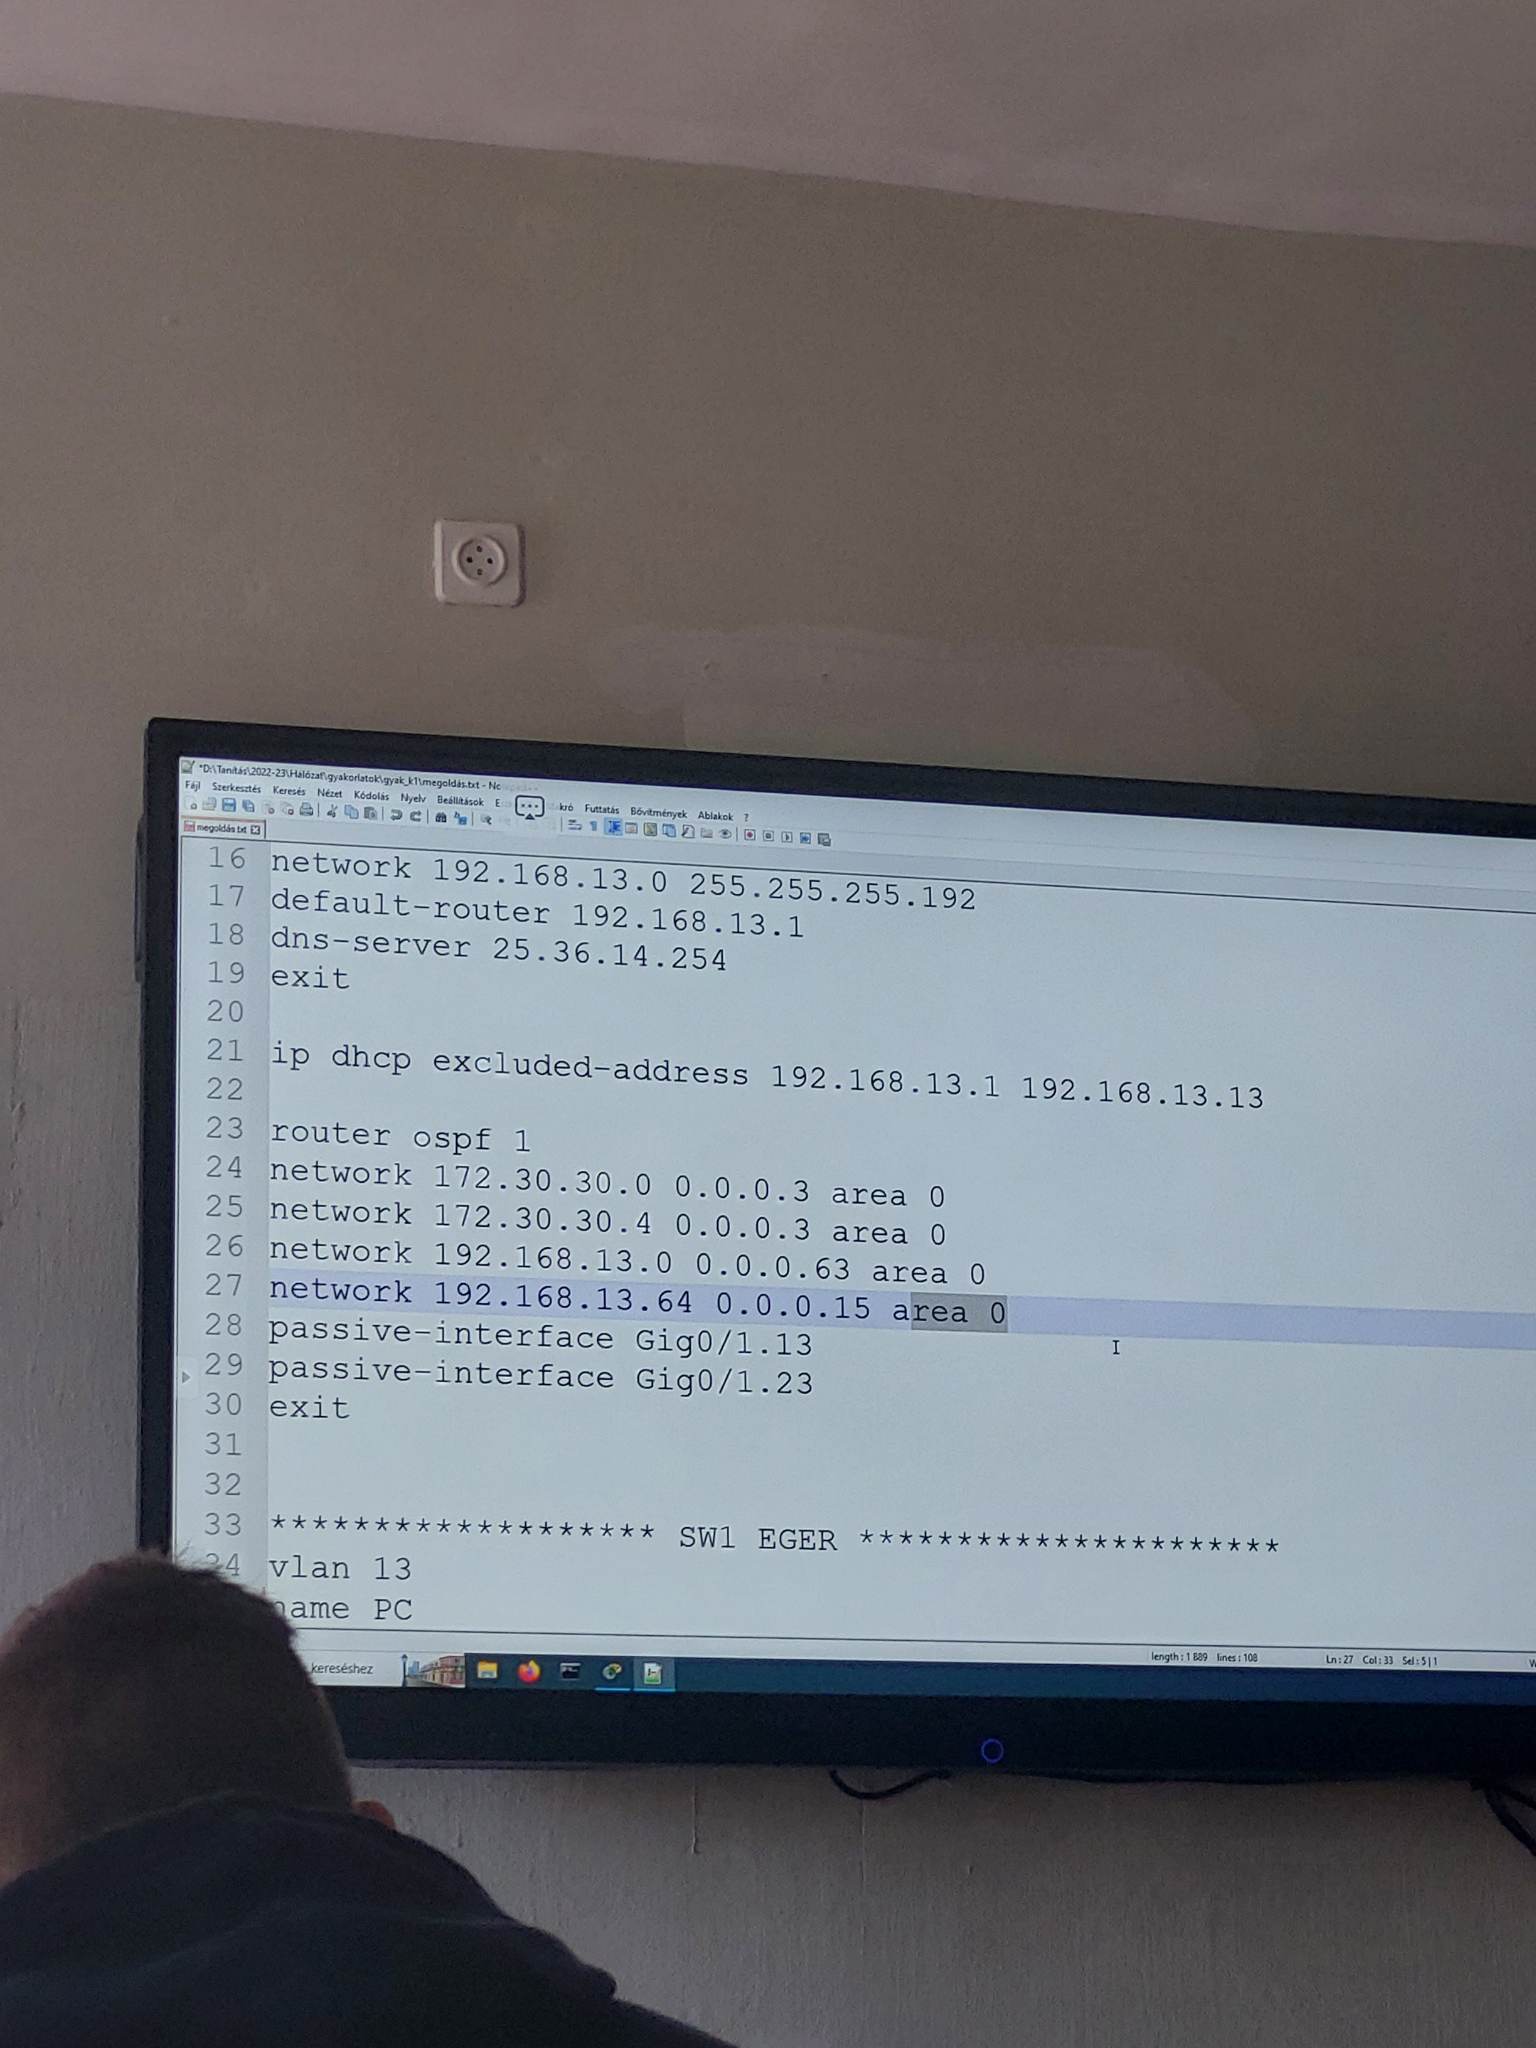 *D:\Tanítás\2022-23\Hálózat\gyakorlatok\gyak_k1\megoldás.txt - No
Fájl Szerkesztés Keresés Nézet Kódolás Nyelv Beállítások E kró Futtatás Bővítmények Ablakok ?
megoldás.txt
16 network 192.168.13.0 255.255.255.192
17 default-router 192.168.13.1
18 dns-server 25.36.14.254
19 exit
20
21 ip dhcp excluded-address 192.168.13.1 192.168.13.13
22
23 router ospf 1
24 network 172.30.30.0 0.0.0.3 area 0
25 network 172.30.30.4 0.0.0.3 area 0
26 network 192.168.13.0 0.0.0.63 area 0
27 network 192.168.13.64 0.0.0.15 area 0
28 passive-interface Gig0/1.13
29 passive-interface Gig0/1.23
30 exit
31
32
33 ******************* SW1 EGER *********************
34 vlan 13
name PC
length : 1 889 lines : 108 Ln : 27 Col : 33 Sel : 5 | 1 W
kereséshez